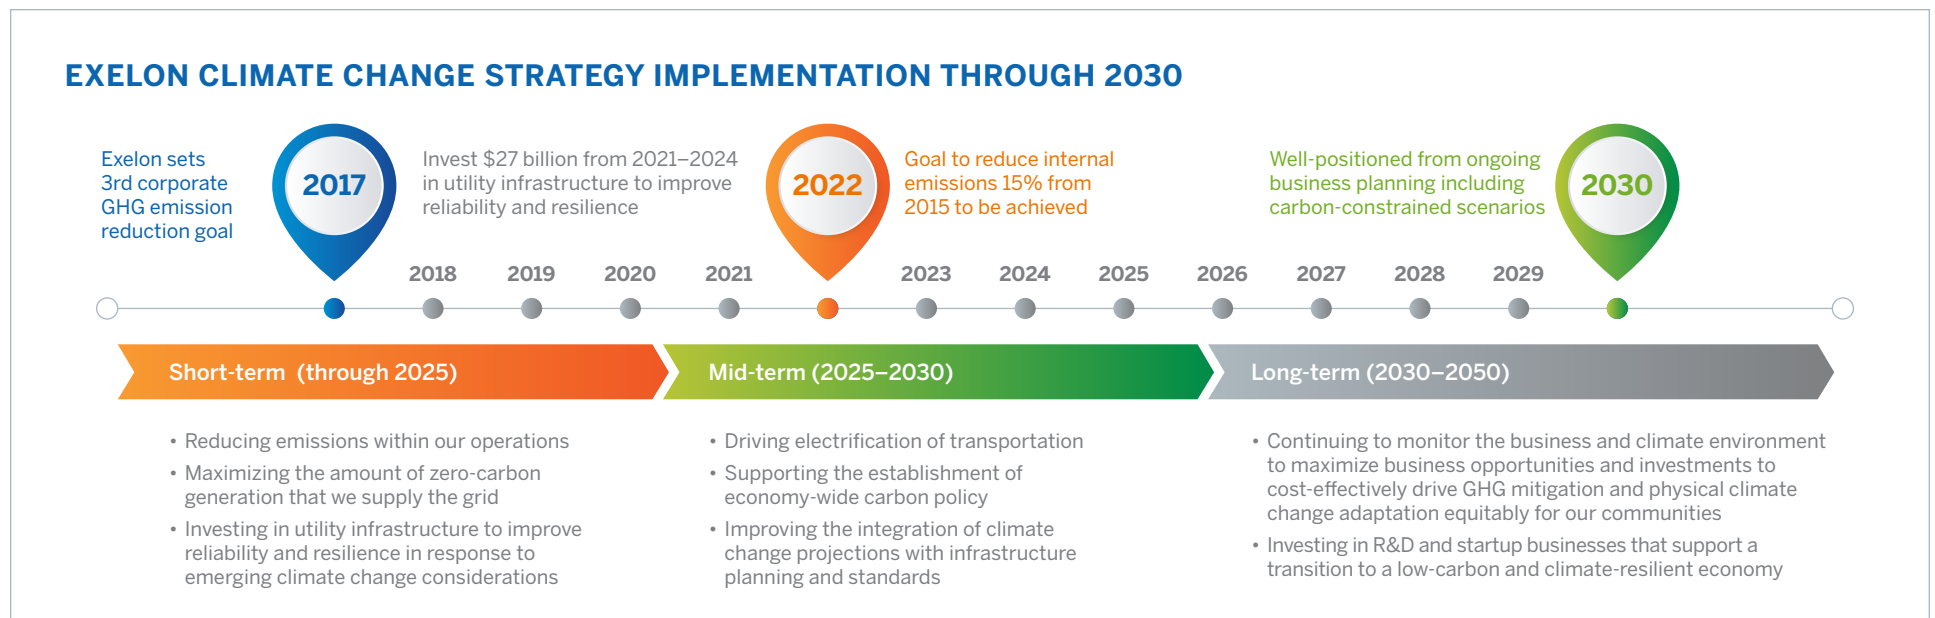 EXELON CLIMATE CHANGE STRATEGY IMPLEMENTATION THROUGH 2030
Exelon sets
3rd corporate
GHG emission
reduction goal
2017
Invest $27 billion from 2021–2024
in utility infrastructure to improve
reliability and resilience
2022
Goal to reduce internal
emissions 15% from
2015 to be achieved
Well-positioned from ongoing
business planning including
carbon-constrained scenarios
2030
2018 2019 2020 2021 2023 2024 2025 2026 2027 2028 2029
Short-term (through 2025)
• Reducing emissions within our operations
• Maximizing the amount of zero-carbon
generation that we supply the grid
• Investing in utility infrastructure to improve
reliability and resilience in response to
emerging climate change considerations
Mid-term (2025–2030)
• Driving electrification of transportation
• Supporting the establishment of
economy-wide carbon policy
• Improving the integration of climate
change projections with infrastructure
planning and standards
Long-term (2030–2050)
• Continuing to monitor the business and climate environment
to maximize business opportunities and investments to
cost-effectively drive GHG mitigation and physical climate
change adaptation equitably for our communities
• Investing in R&D and startup businesses that support a
transition to a low-carbon and climate-resilient economy